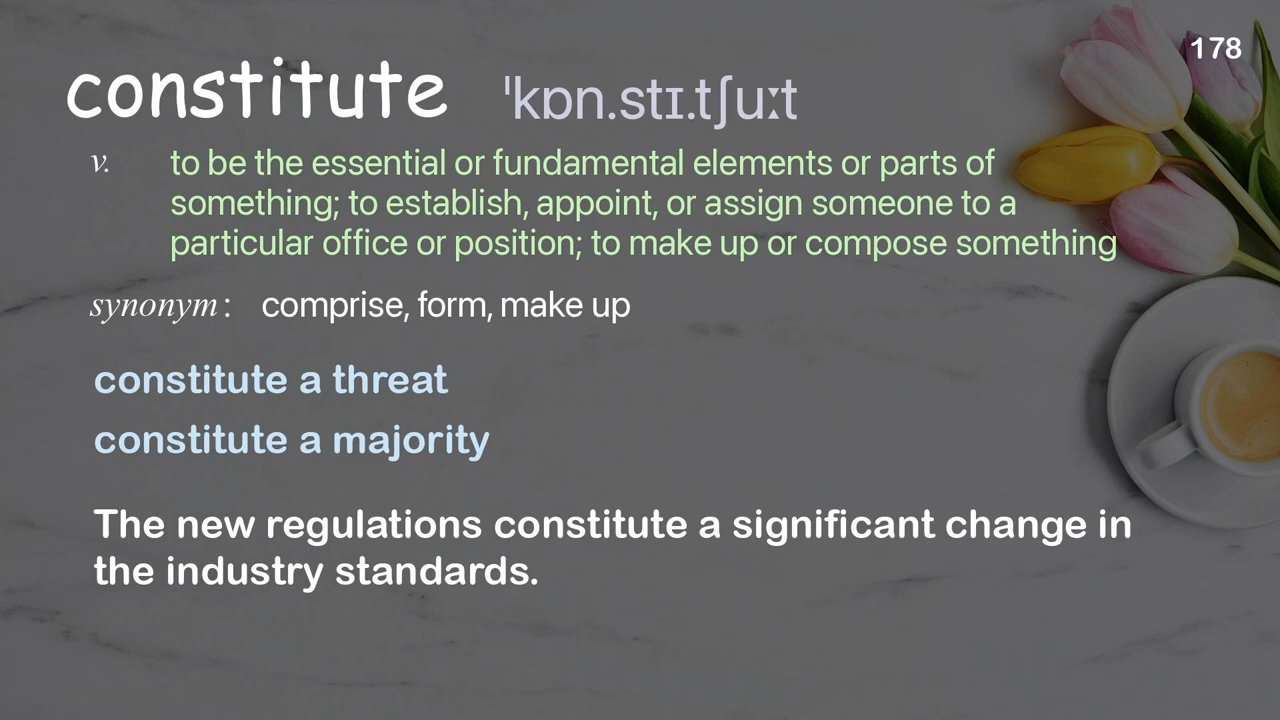 178
constitute ˈkɒn.stɪ.tʃuːt
v. to be the essential or fundamental elements or parts of
something; to establish, appoint, or assign someone to a
particular office or position; to make up or compose something
synonym: comprise, form, make up
constitute a threat
constitute a majority
The new regulations constitute a significant change in
the industry standards.